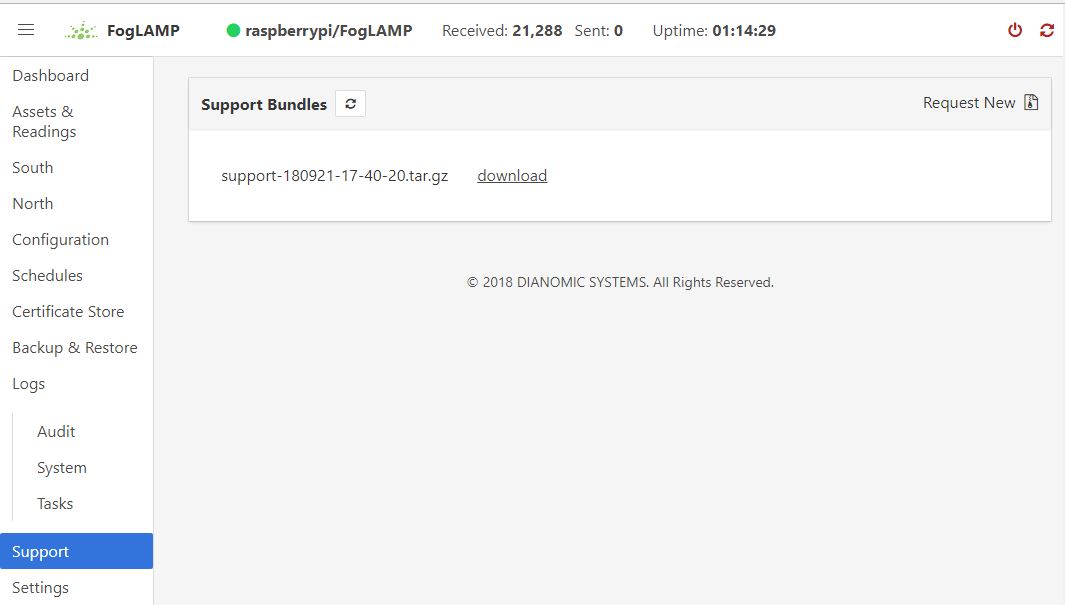 FogLAMP raspberrypi/FogLAMP Received: 21,288 Sent: 0 Uptime: 01:14:29
Dashboard
Assets &
Readings
South
North
Configuration
Schedules
Certificate Store
Backup & Restore
Logs
Audit
System
Tasks
Support
Settings
Support Bundles
Request New
support-180921-17-40-20.tar.gz download
© 2018 DIANOMIC SYSTEMS. All Rights Reserved.